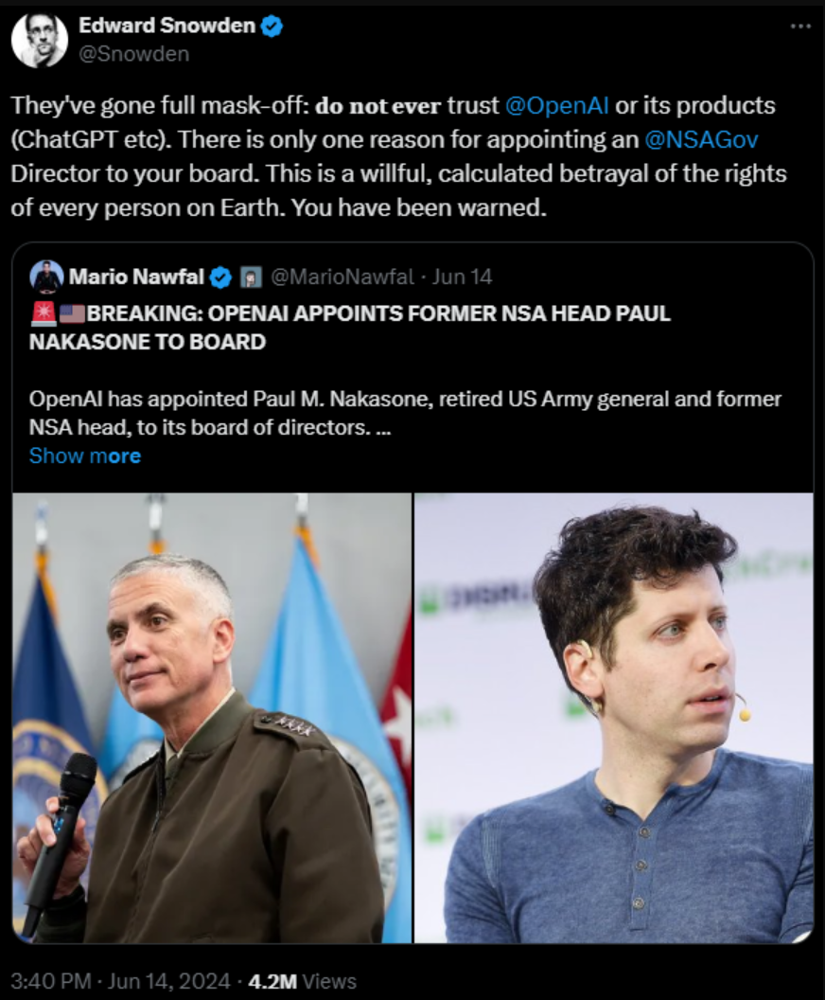 Edward Snowden
@Snowden
They've gone full mask-off: 𝐝𝐨 𝐧𝐨𝐭 𝐞𝐯𝐞𝐫 trust @OpenAI or its products
(ChatGPT etc). There is only one reason for appointing an @NSAGov
Director to your board. This is a willful, calculated betrayal of the rights
of every person on Earth. You have been warned.
Mario Nawfal @MarioNawfal · Jun 14
🚨🇺🇸BREAKING: OPENAI APPOINTS FORMER NSA HEAD PAUL
NAKASONE TO BOARD
OpenAI has appointed Paul M. Nakasone, retired US Army general and former
NSA head, to its board of directors. ...
Show more
3:40 PM · Jun 14, 2024 · 4.2M Views